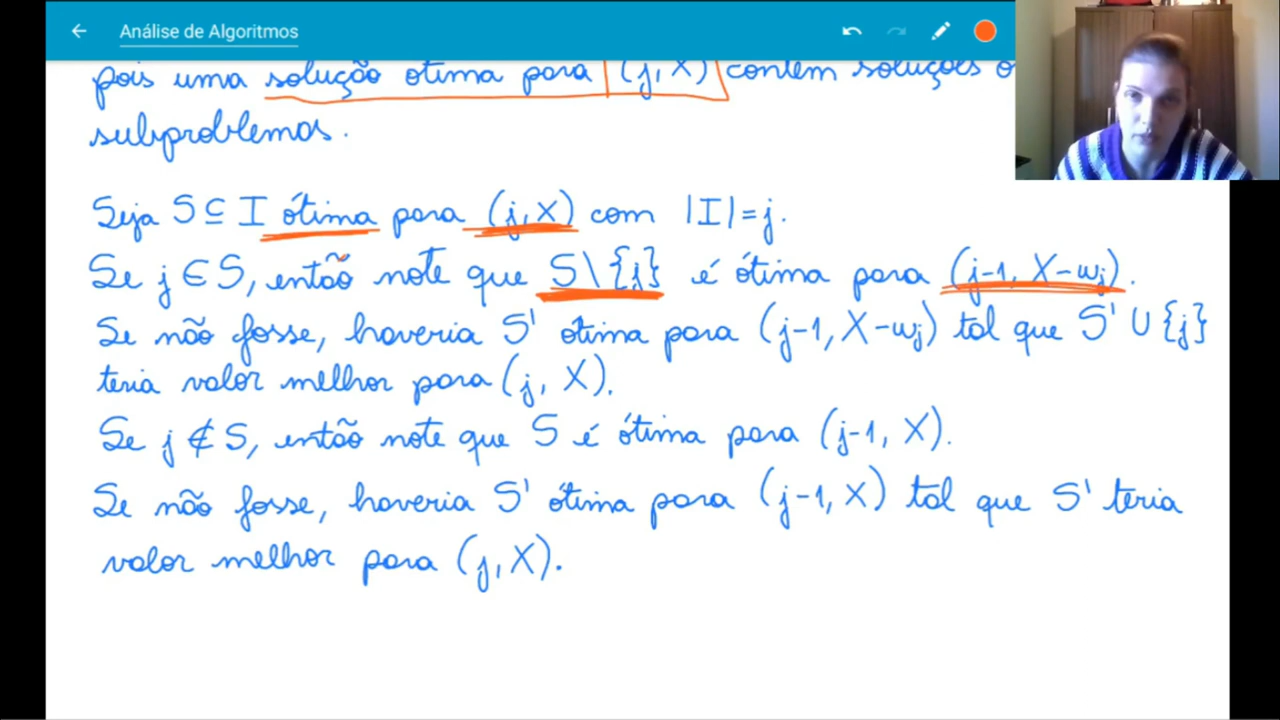 Análise de Algoritmos
pois uma solução ótima para (j, X) contém soluções
subproblemas.
Seja S ⊆ I ótima para (j, X) com |I| = j.
Se j ∈ S, então note que S \ {j} é ótima para (j-1, X-wj).
Se não fosse, haveria S' ótima para (j-1, X-wj) tal que S' ∪ {j}
teria valor melhor para (j, X).
Se j ∉ S, então note que S é ótima para (j-1, X).
Se não fosse, haveria S' ótima para (j-1, X) tal que S' teria
valor melhor para (j, X).